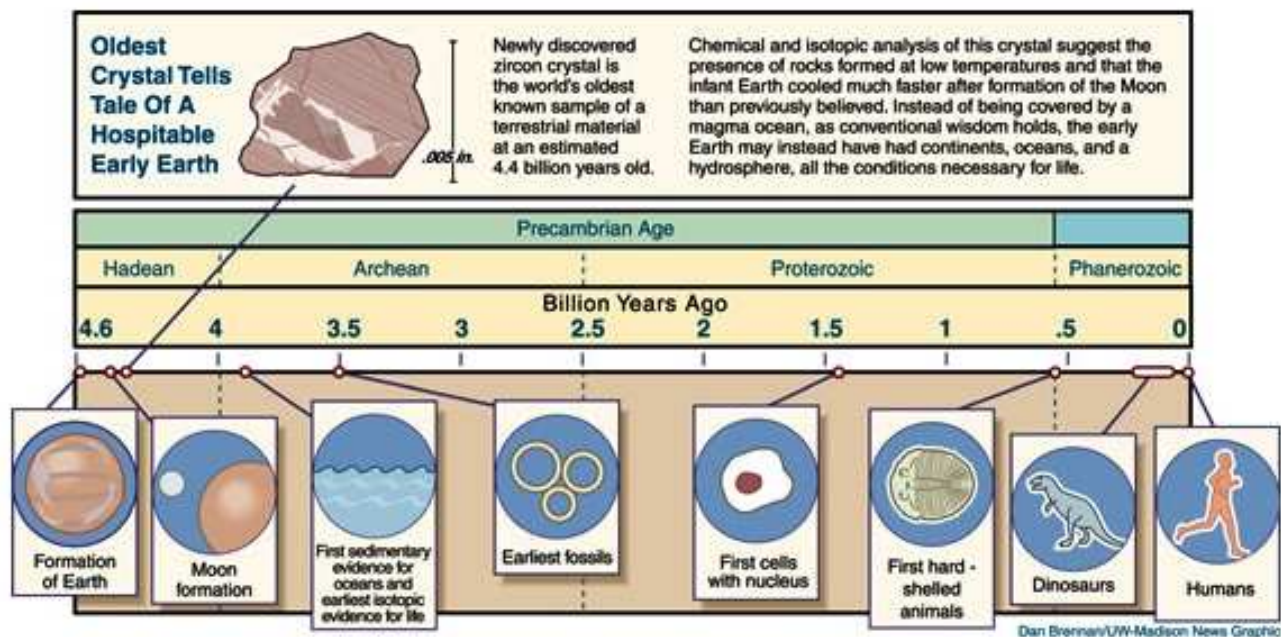 Oldest
Crystal Tells
Tale Of A
Hospitable
Early Earth
.005 in.
Newly discovered
zircon crystal is
the world's oldest
known sample of a
terrestrial material
at an estimated
4.4 billion years old.
Chemical and isotopic analysis of this crystal suggest the
presence of rocks formed at low temperatures and that the
infant Earth cooled much faster after formation of the Moon
than previously believed. Instead of being covered by a
magma ocean, as conventional wisdom holds, the early
Earth may instead have had continents, oceans, and a
hydrosphere, all the conditions necessary for life.
Precambrian Age
Hadean Archean Proterozoic Phanerozoic
Billion Years Ago
4.6 4 3.5 3 2.5 2 1.5 1 .5 0
Formation
of Earth
Moon
formation
First sedimentary
evidence for
oceans and
earliest isotopic
evidence for life
Earliest fossils
First cells
with nucleus
First hard -
shelled
animals
Dinosaurs
Humans
Dan Brennan/UW-Madison News Graphic